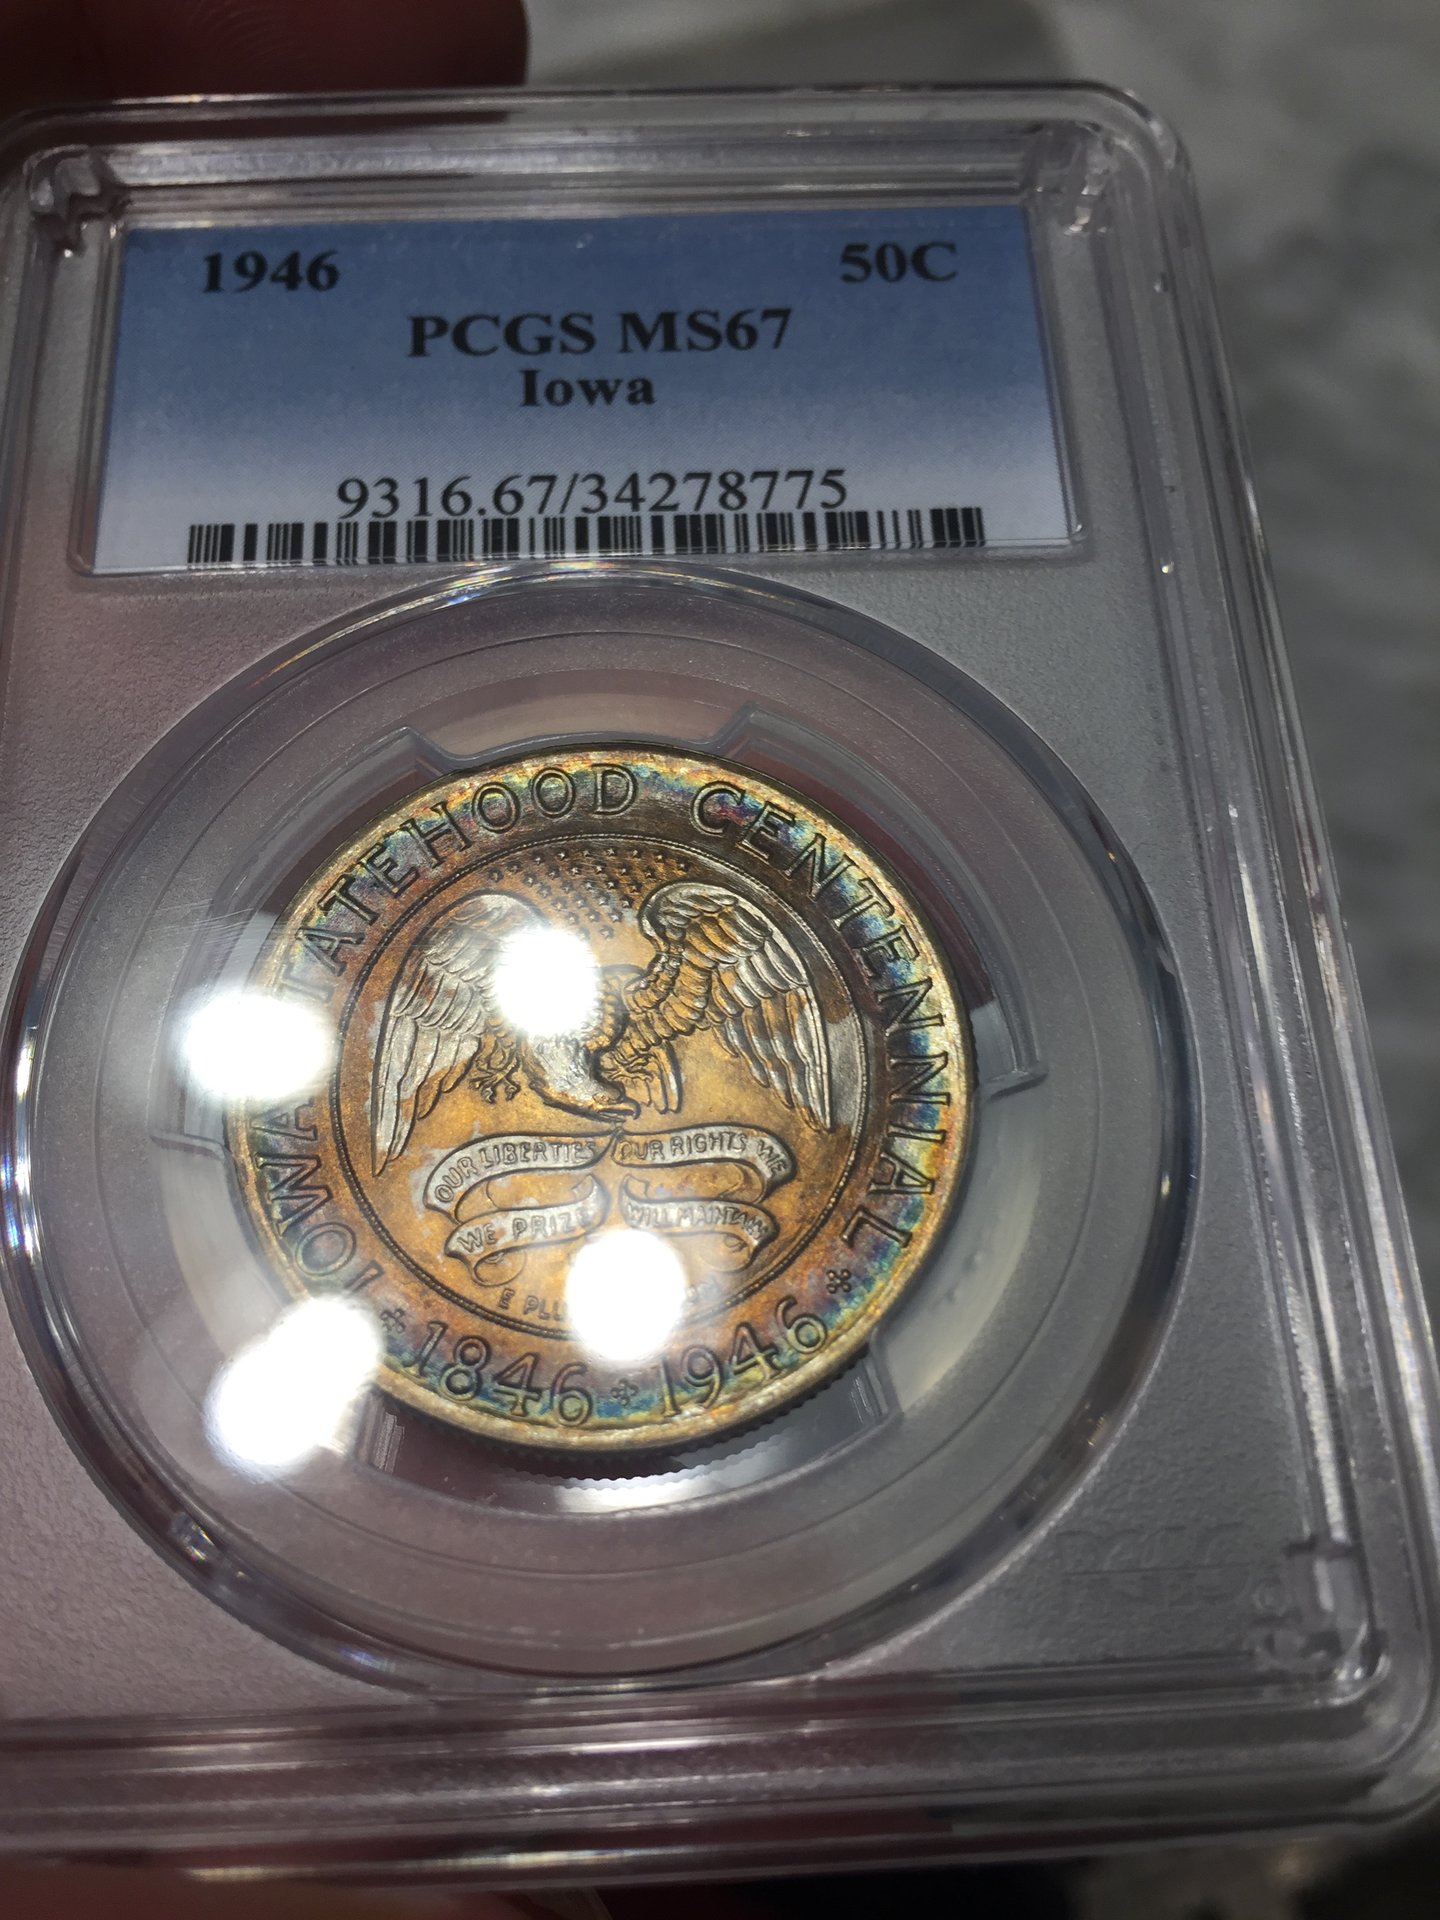 1946 50C
PCGS MS67
Iowa
9316.67/34278775
IOWA STATEHOOD CENTENNIAL
OUR LIBERTIES OUR RIGHTS WE
WE PRIZE WILL MAINTAIN
E
* 1846 * 1946 *